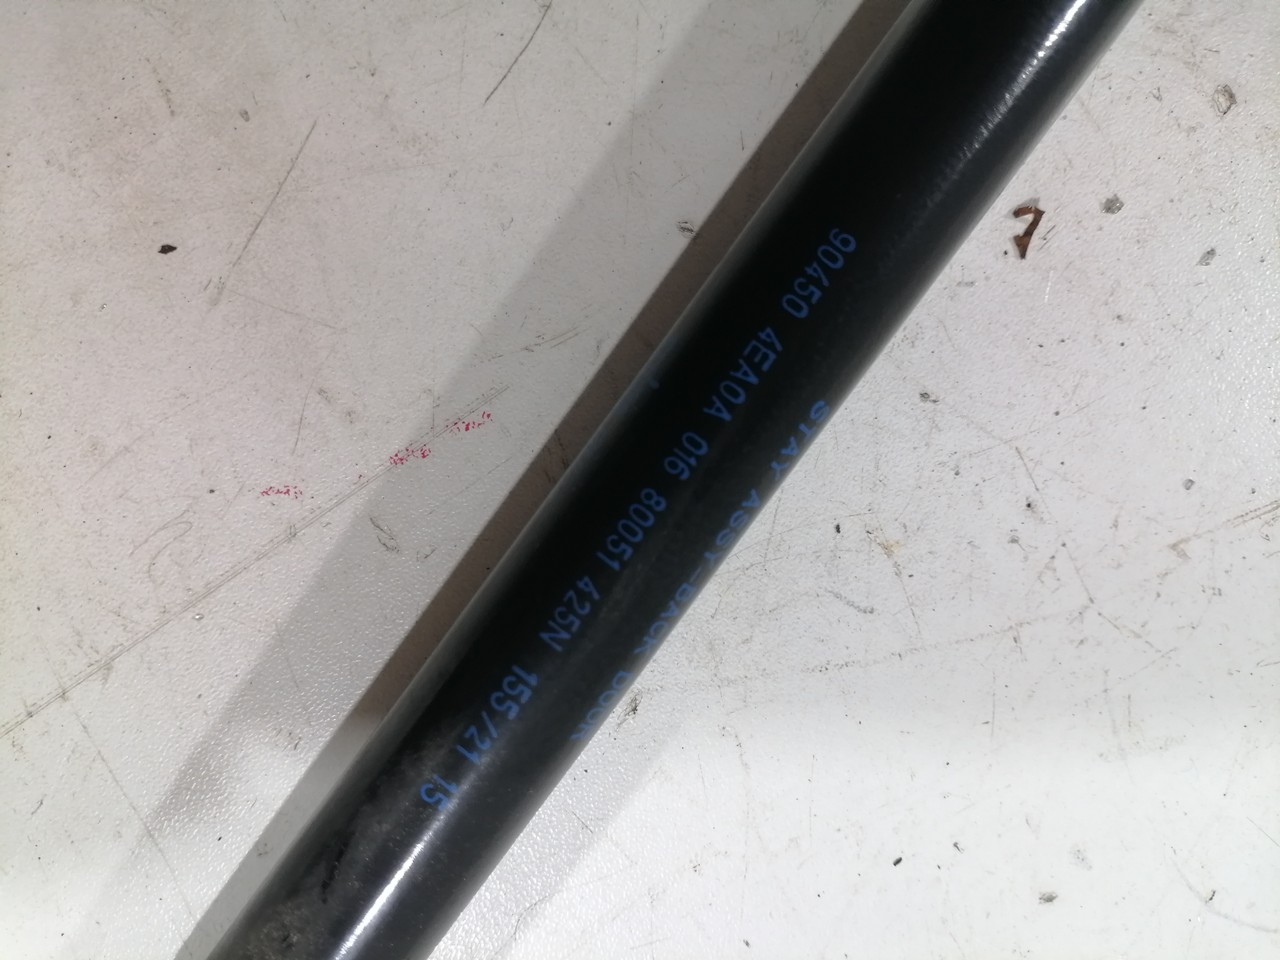 90450 4EA0A 016 80051 425N 155/21 15
STAY ASSY-BACK DOOR